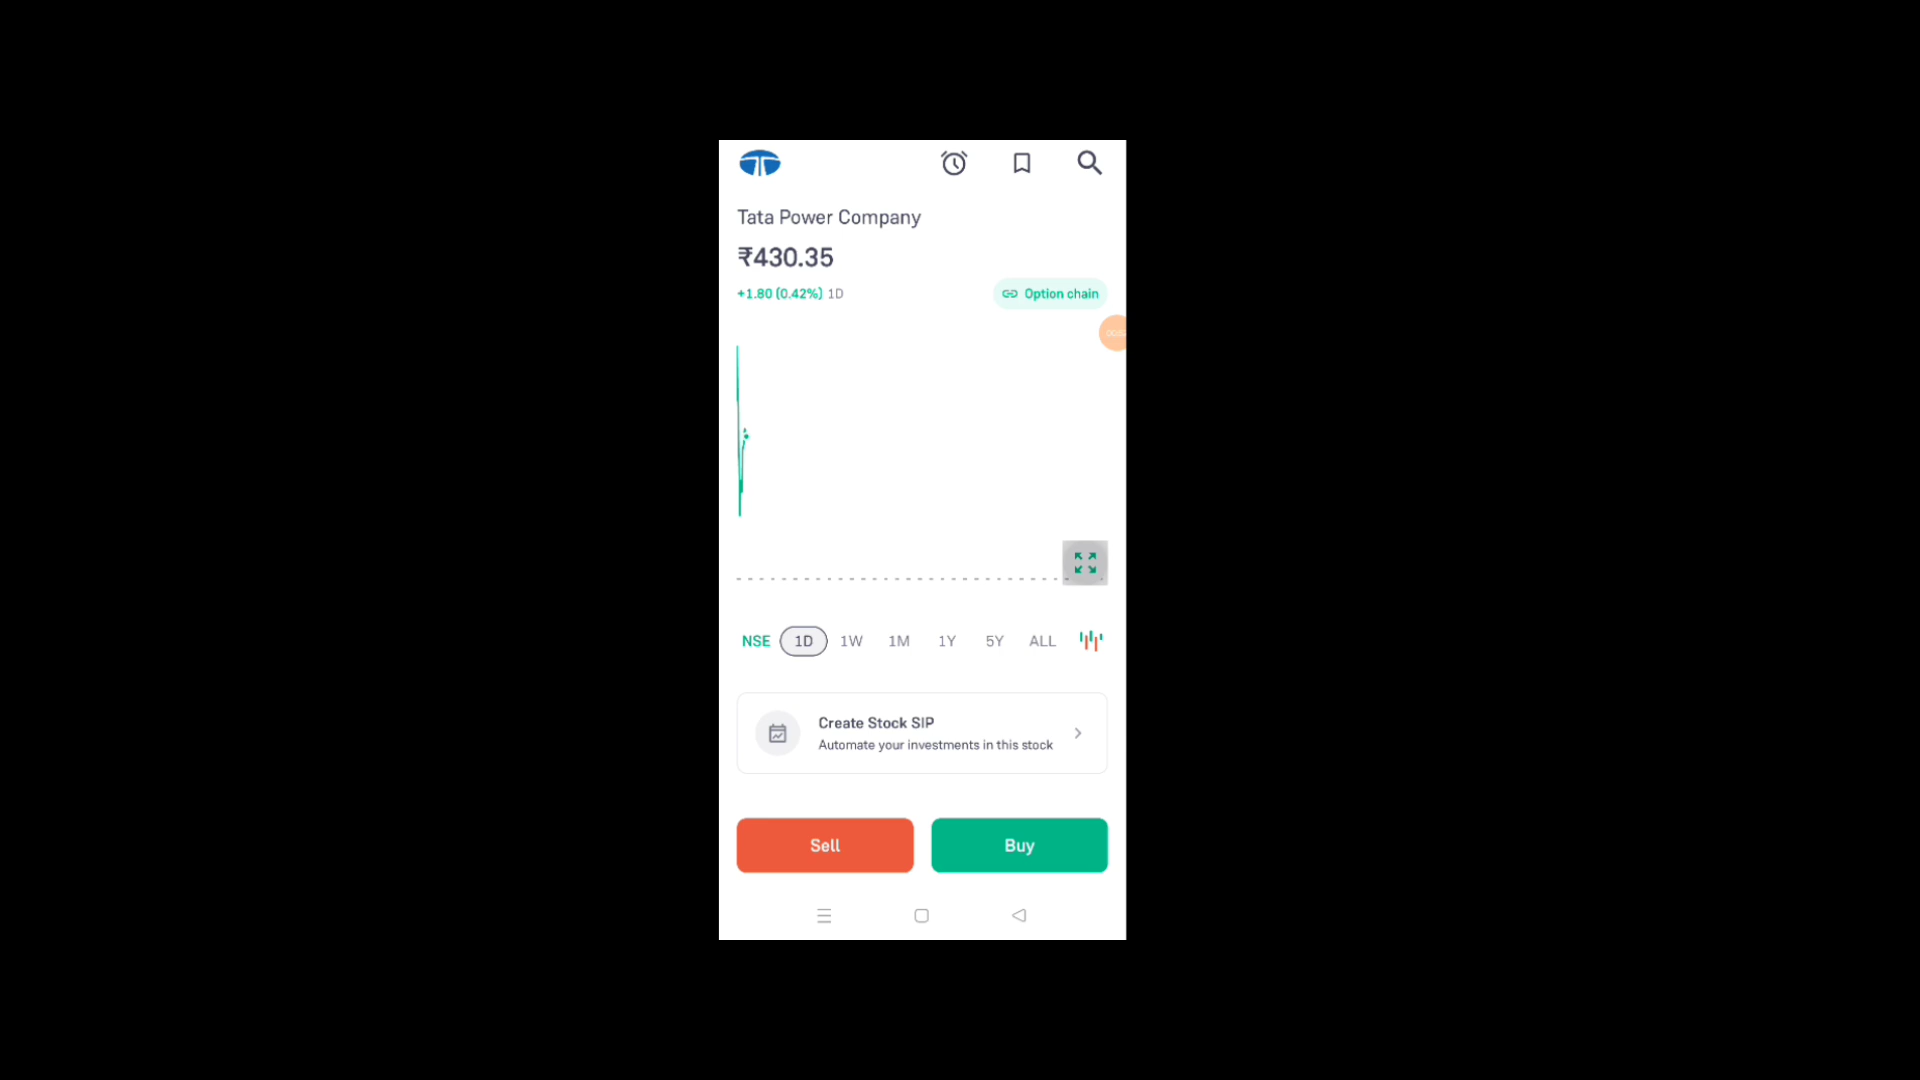 Tata Power Company
₹430.35
+1.80 (0.42%) 1D
Option chain
NSE 1D 1W 1M 1Y 5Y ALL
Create Stock SIP
Automate your investments in this stock
Sell Buy